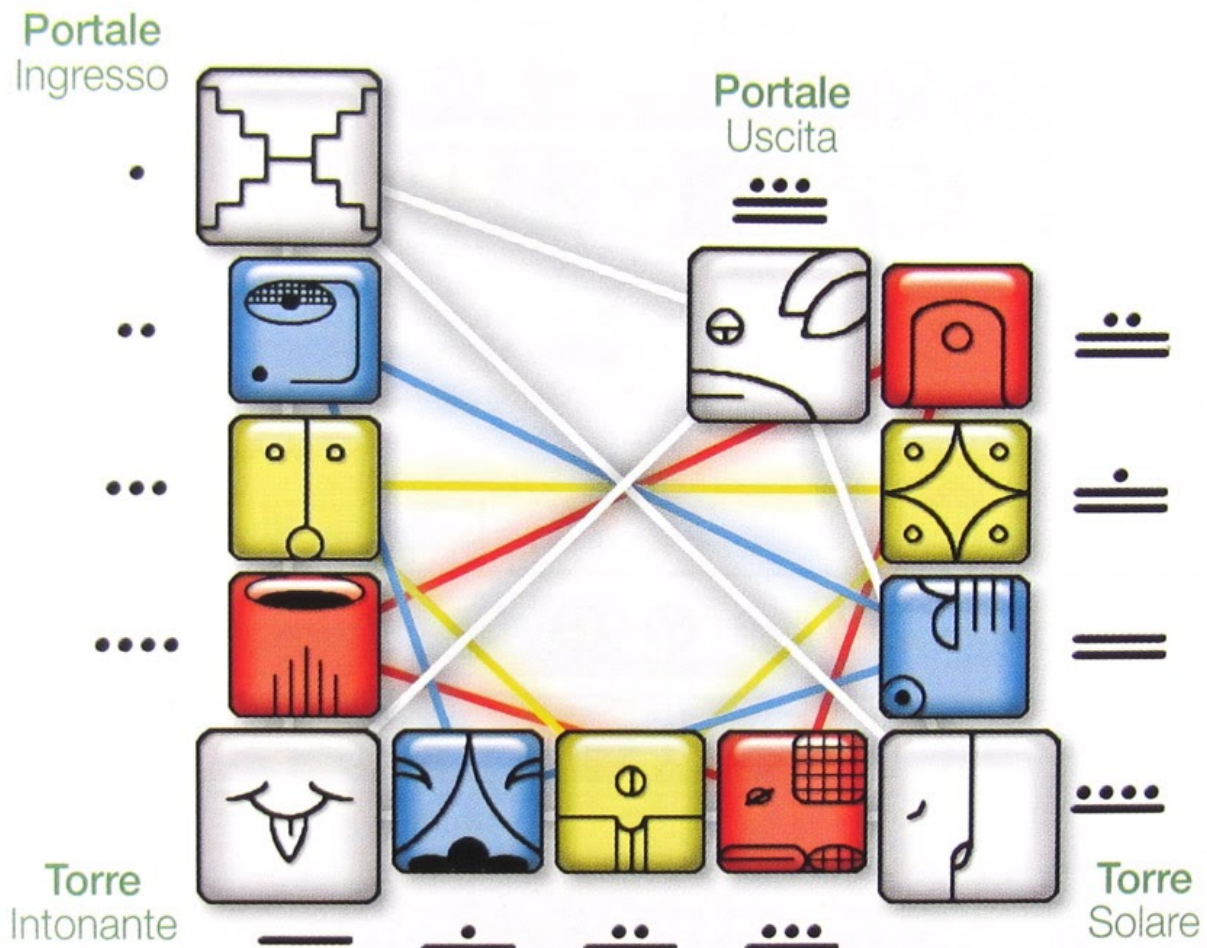 Portale
Ingresso
Portale
Uscita
Torre
Intonante
Torre
Solare